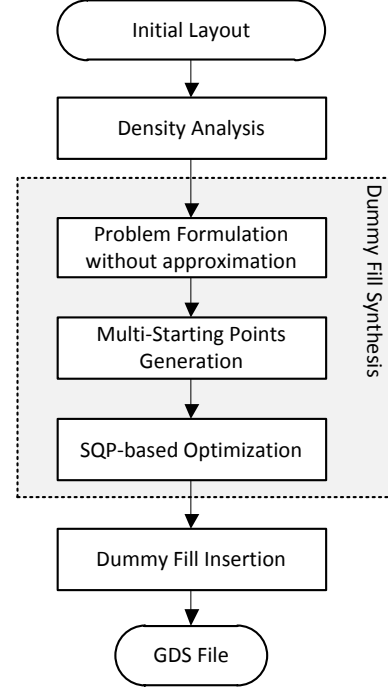 Initial Layout
Density Analysis
Dummy Fill Synthesis
Problem Formulation
without approximation
Multi-Starting Points
Generation
SQP-based Optimization
Dummy Fill Insertion
GDS File